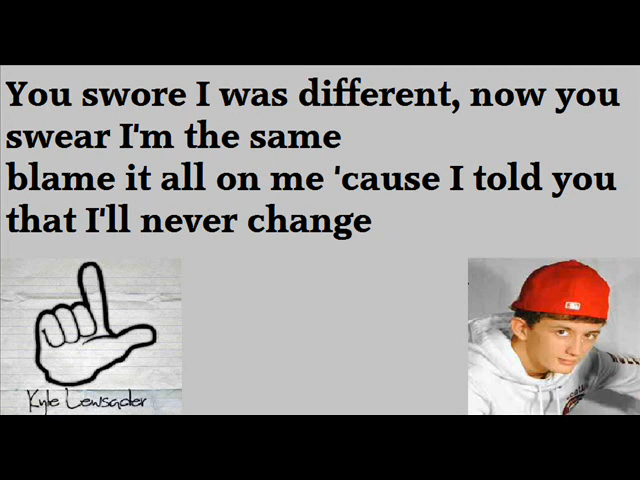 You swore I was different, now you
swear I'm the same
blame it all on me 'cause I told you
that I'll never change
Kyle Lewsader